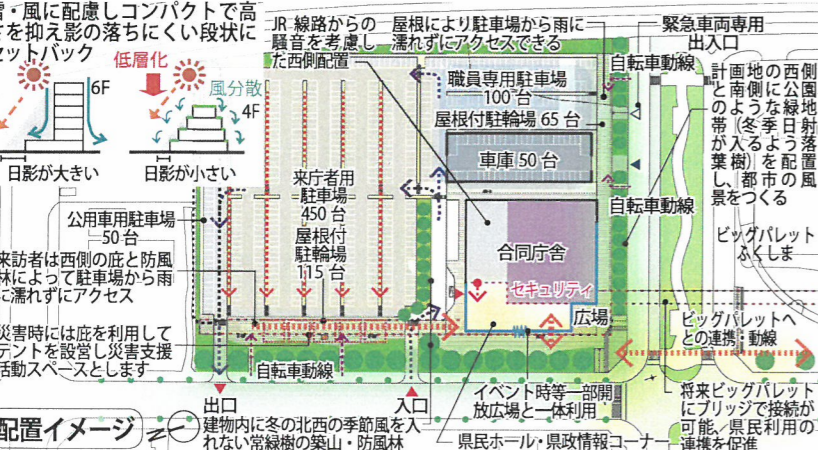 雪・風に配慮しコンパクトで高
さを抑え影の落ちにくい段状に
セットバック
低層化
6F
風分散
4F
日影が大きい
日影が小さい
JR 線路からの
騒音を考慮し
た西側配置
屋根により駐車場から雨に
濡れずにアクセスできる
緊急車両専用
出入口
自転車動線
職員専用駐車場
100 台
屋根付駐輪場 65 台
車庫 50 台
計画地の西側
と南側に公園
のような緑地
帯（冬季日射
が入るよう落
葉樹）を配置
し、都市の風
景をつくる
自転車動線
来庁者用
駐車場
450 台
屋根付
駐輪場
115 台
公用車用駐車場
50 台
合同庁舎
セキュリティ
広場
ビッグパレット
ふくしま
来訪者は西側の庇と防風
林によって駐車場から雨
に濡れずにアクセス
災害時には庇を利用して
テントを設営し災害支援
活動スペースとします
自転車動線
ビッグパレットへ
との連携・動線
出口
入口
イベント時等一部開
放広場と一体利用
将来ビッグパレット
にブリッジで接続が
可能、県民利用の
連携を促進
配置イメージ
建物内に冬の北西の季節風を入
れない常緑樹の築山・防風林
県民ホール・県政情報コーナー